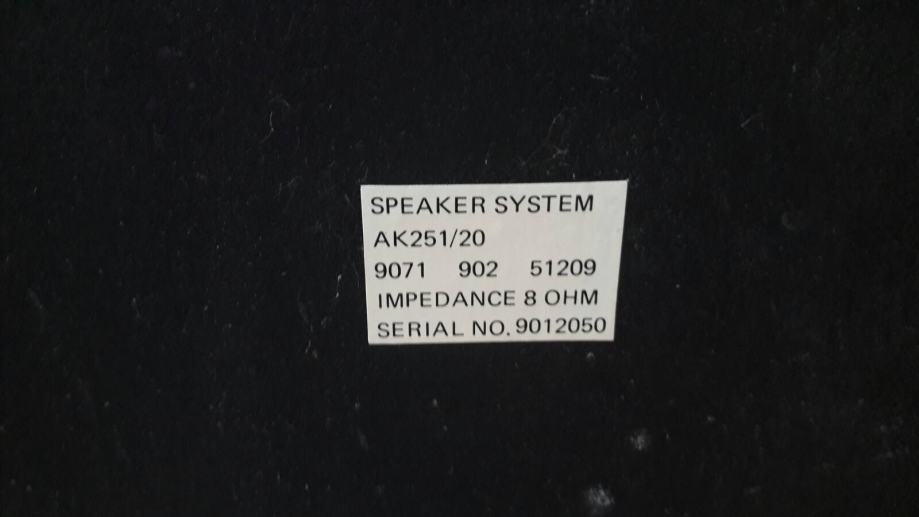 SPEAKER SYSTEM
AK251/20
9071 902 51209
IMPEDANCE 8 OHM
SERIAL NO. 9012050